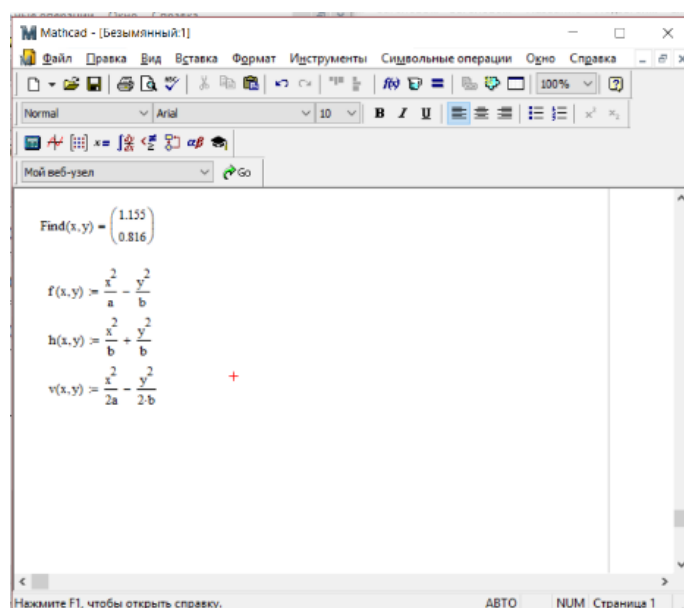 Mathcad - [Безымянный:1]
Файл Правка Вид Вставка Формат Инструменты Символьные операции Окно Справка
100%
Normal Arial 10 B I U
Мой веб-узел Go
Find(x,y) = (1.155 0.816)
f(x,y) := x^2/a - y^2/b
h(x,y) := x^2/b + y^2/b
v(x,y) := x^2/2a - y^2/2·b
Нажмите F1, чтобы открыть справку. АВТО NUM Страница 1